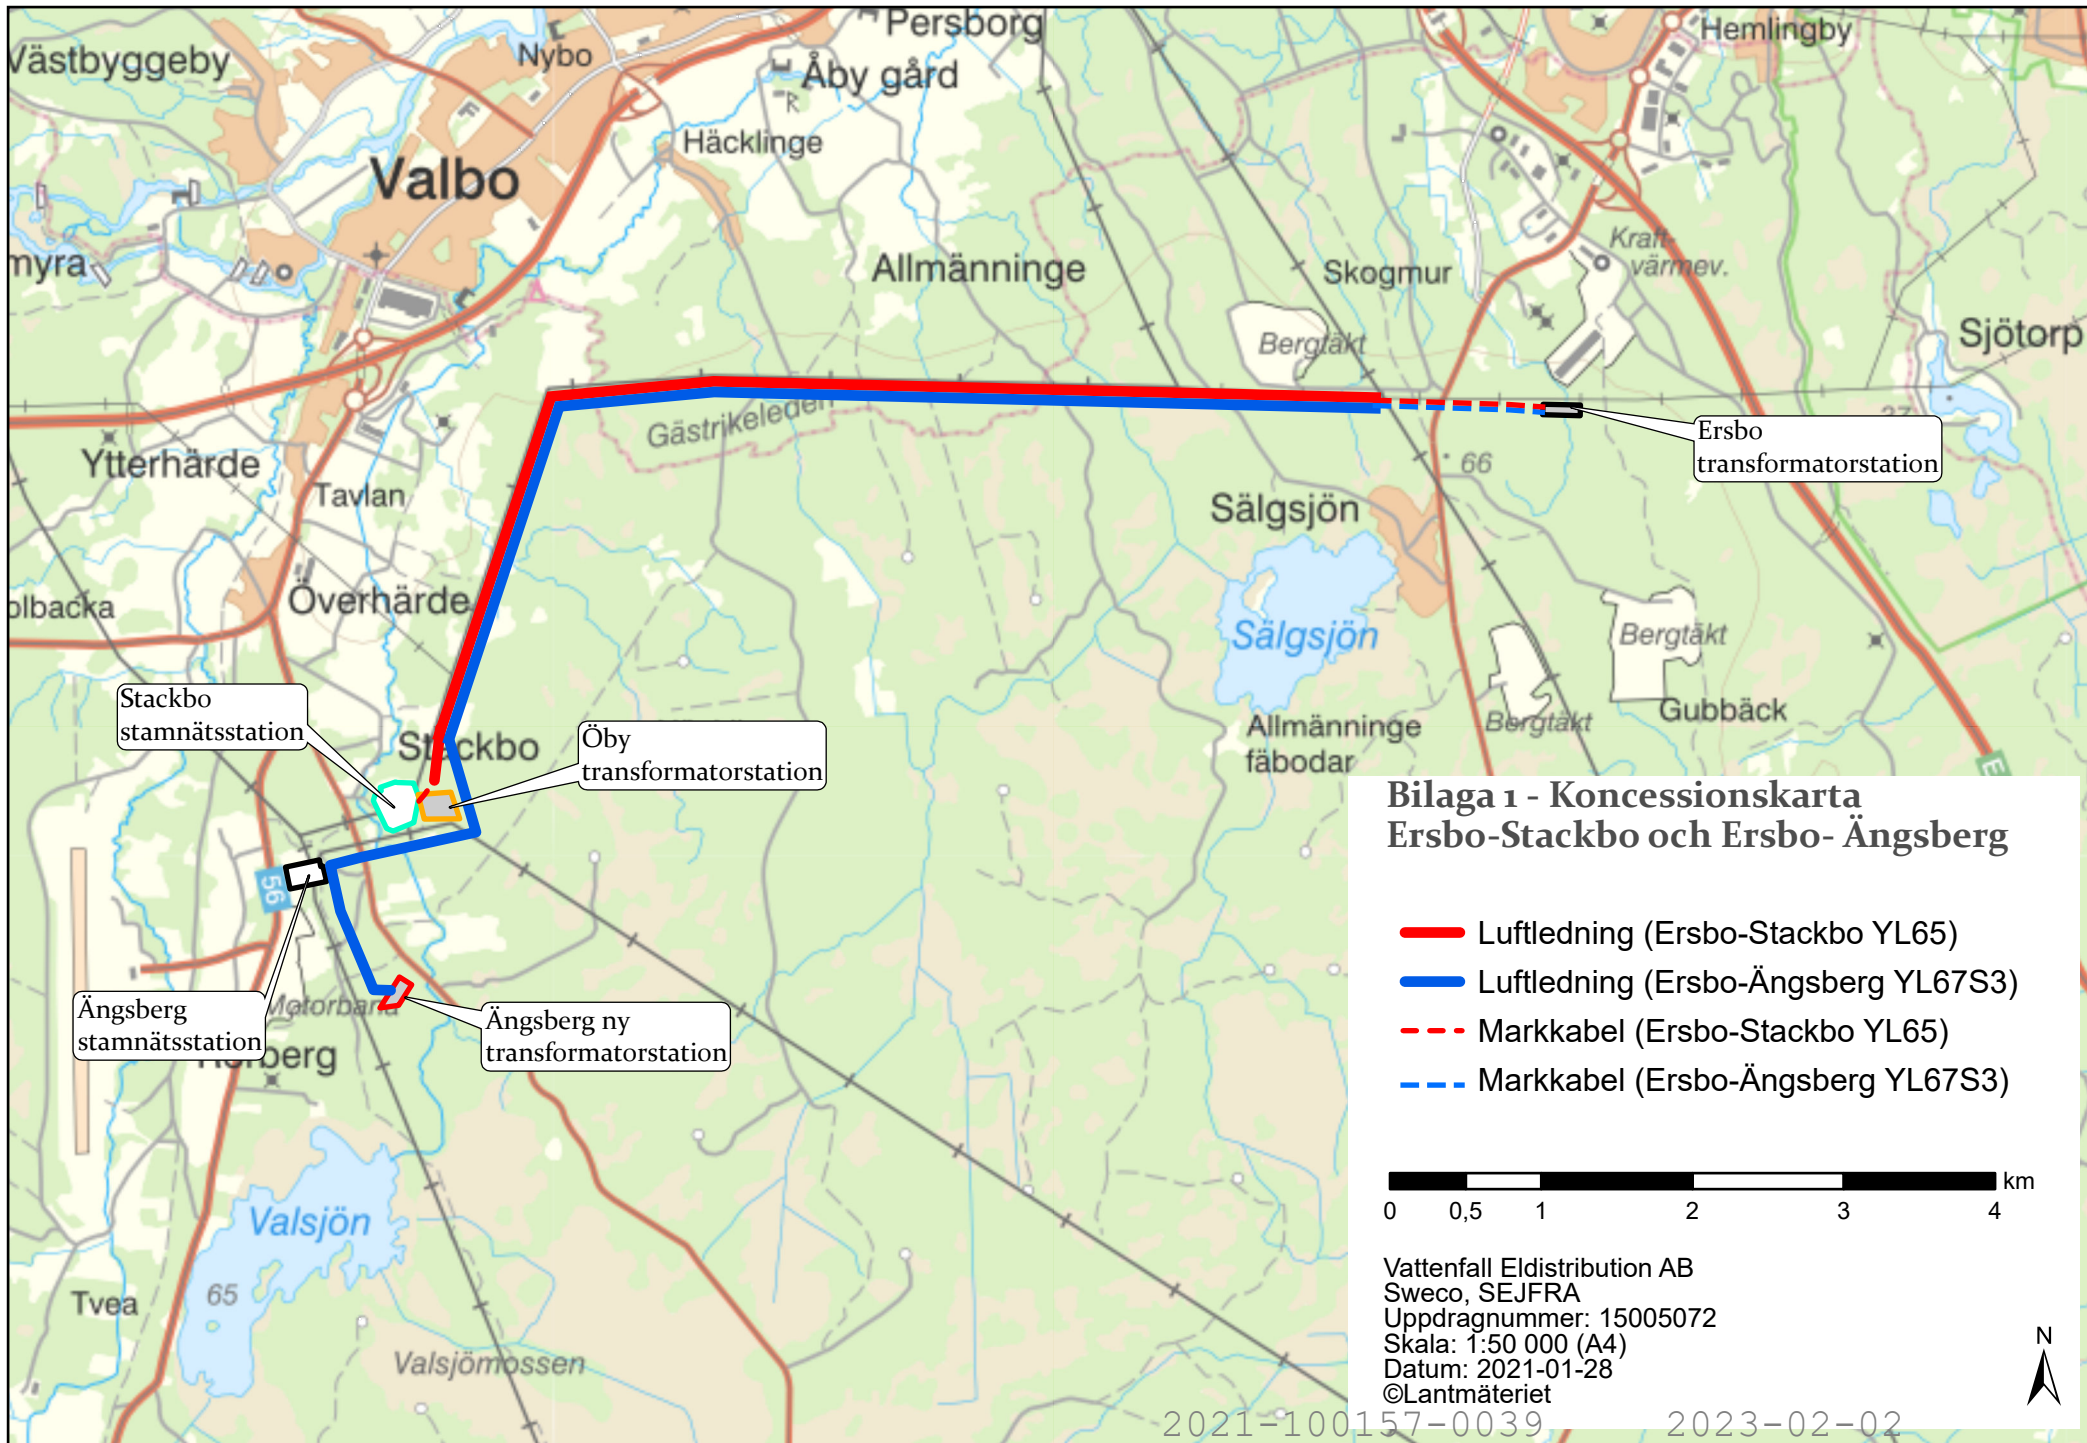 Persborg
Hemlingby
Västbyggeby
Nybo
Åby gård
R
Häcklinge
Valbo
Kraft-
värmev.
myra
Allmänninge
Skogmur
Bergtäkt
Sjötorp
Gästrikeleden
27
Ersbo
transformatorstation
Ytterhärde
66
Tavlan
Sälgsjön
Överhärde
olbacka
Sälgsjön
Bergtäkt
Stackbo
stamnätsstation
Stackbo
Öby
transformatorstation
Allmänninge
fäbodar
Bergtäkt
Gubbäck
E
56
Ängsberg
stamnätsstation
Motorbana
Ängsberg ny
transformatorstation
Rörberg
Valsjön
65
Tvea
Valsjömossen
Bilaga 1 - Koncessionskarta
Ersbo-Stackbo och Ersbo- Ängsberg
Luftledning (Ersbo-Stackbo YL65)
Luftledning (Ersbo-Ängsberg YL67S3)
Markkabel (Ersbo-Stackbo YL65)
Markkabel (Ersbo-Ängsberg YL67S3)
km
0 0,5 1 2 3 4
Vattenfall Eldistribution AB
Sweco, SEJFRA
Uppdragnummer: 15005072
Skala: 1:50 000 (A4)
Datum: 2021-01-28
©Lantmäteriet
N
2021-100157-0039 2023-02-02